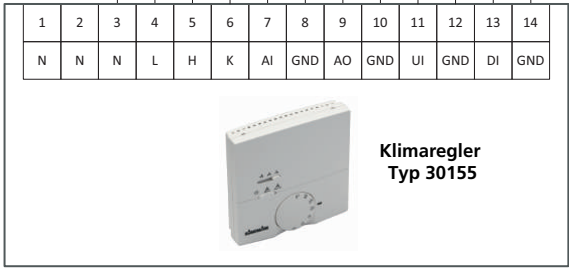 1 2 3 4 5 6 7 8 9 10 11 12 13 14
N N N L H K AI GND AO GND UI GND DI GND
Klimaregler
Typ 30155